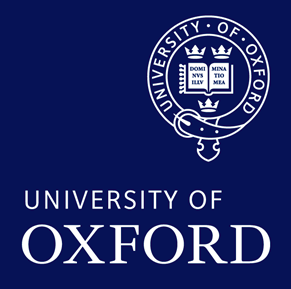 UNIVERSITY · OF · OXFORD
DOMI MINA
NVS TIO
ILLV MEA
UNIVERSITY OF
OXFORD